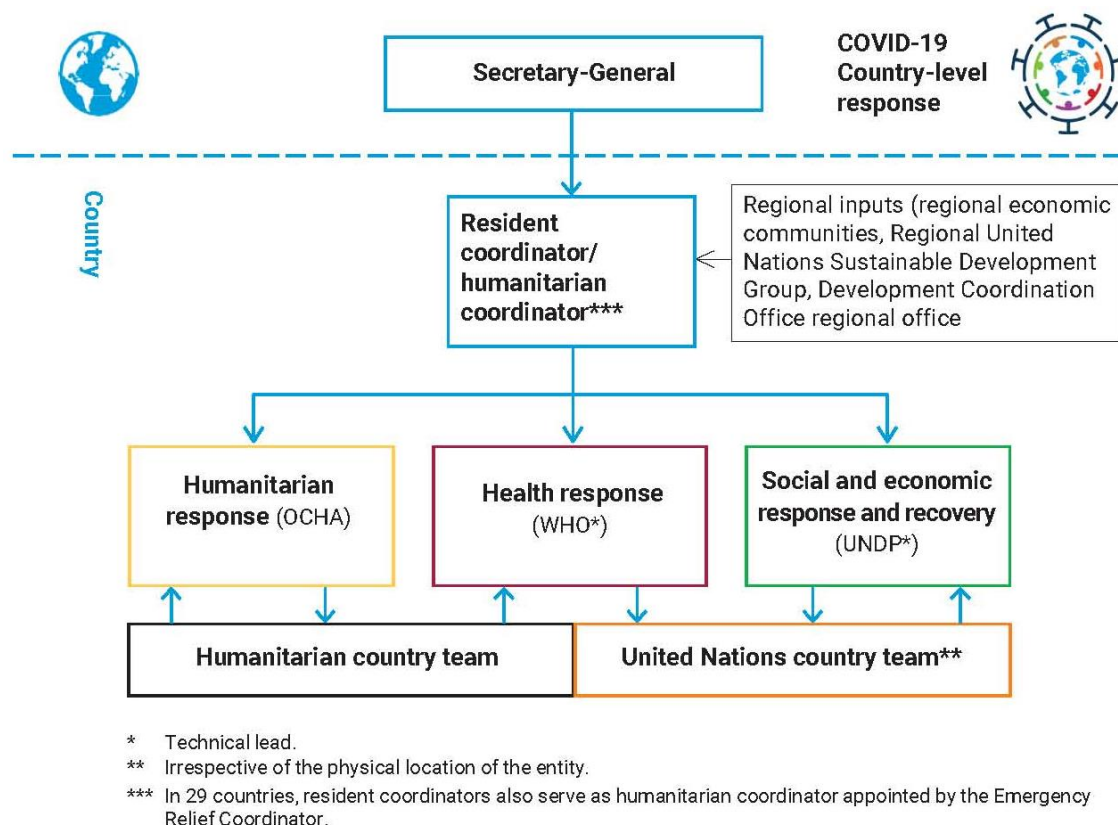 Secretary-General
COVID-19
Country-level
response
Country
Resident
coordinator/
humanitarian
coordinator***
Regional inputs (regional economic
communities, Regional United
Nations Sustainable Development
Group, Development Coordination
Office regional office
Humanitarian
response (OCHA)
Health response
(WHO*)
Social and economic
response and recovery
(UNDP*)
Humanitarian country team
United Nations country team**
* Technical lead.
** Irrespective of the physical location of the entity.
*** In 29 countries, resident coordinators also serve as humanitarian coordinator appointed by the Emergency
Relief Coordinator.